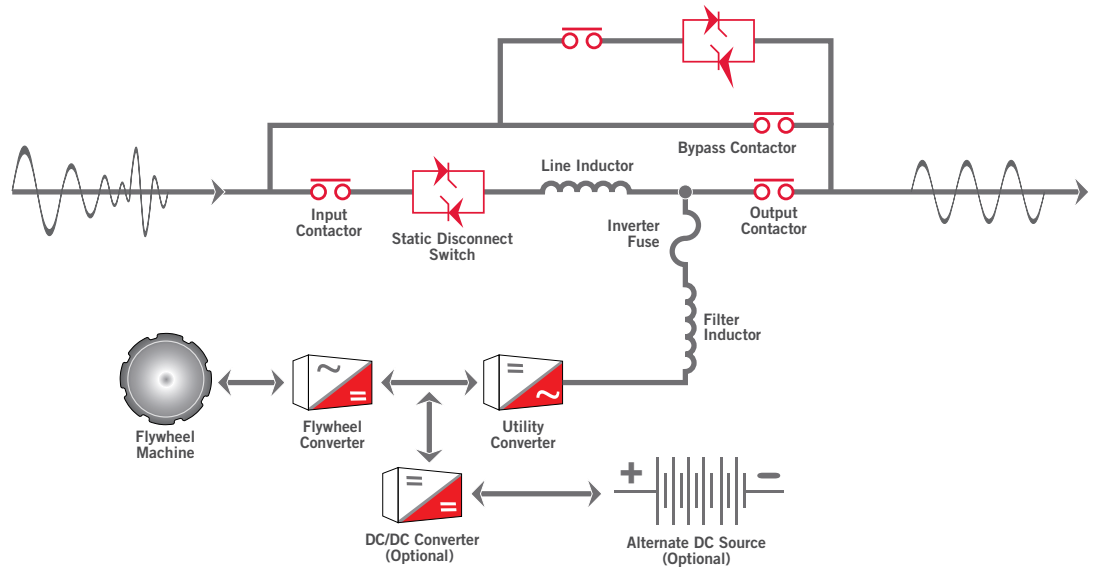 Bypass Contactor
Line Inductor
Input
Contactor
Static Disconnect
Switch
Inverter
Fuse
Output
Contactor
Filter
Inductor
Flywheel
Machine
Flywheel
Converter
Utility
Converter
DC/DC Converter
(Optional)
+
−
Alternate DC Source
(Optional)